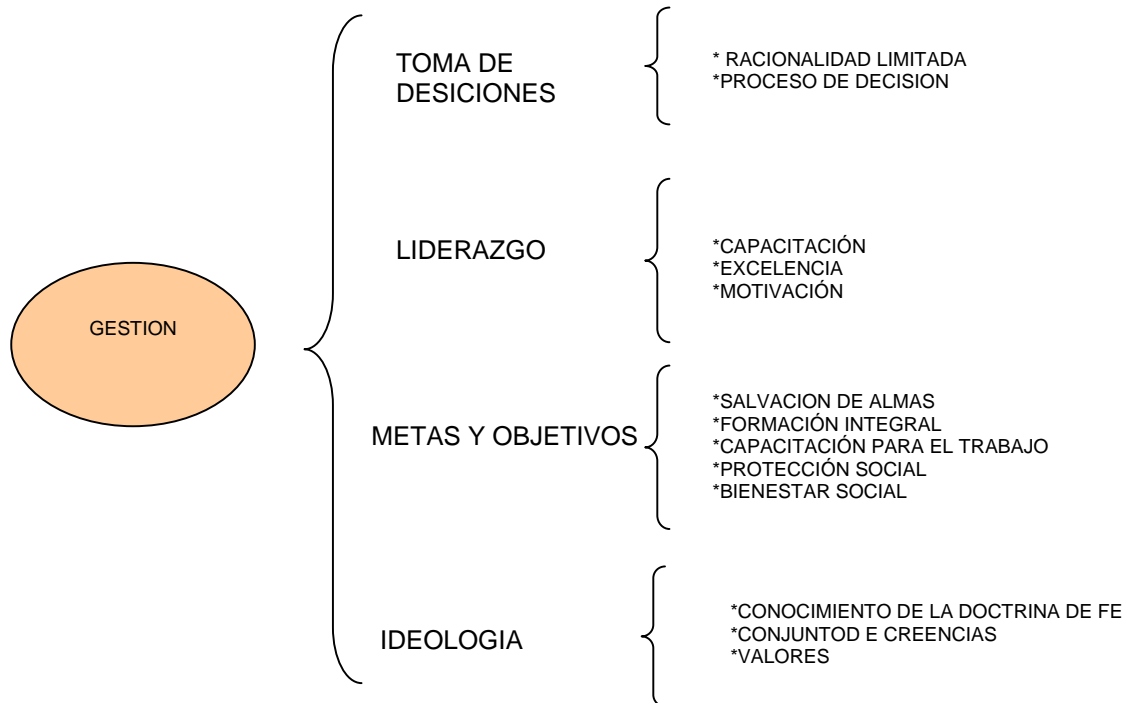 GESTION
TOMA DE
DESICIONES
* RACIONALIDAD LIMITADA
*PROCESO DE DECISION
LIDERAZGO
*CAPACITACIÓN
*EXCELENCIA
*MOTIVACIÓN
METAS Y OBJETIVOS
*SALVACION DE ALMAS
*FORMACIÓN INTEGRAL
*CAPACITACIÓN PARA EL TRABAJO
*PROTECCIÓN SOCIAL
*BIENESTAR SOCIAL
IDEOLOGIA
*CONOCIMIENTO DE LA DOCTRINA DE FE
*CONJUNTOD E CREENCIAS
*VALORES